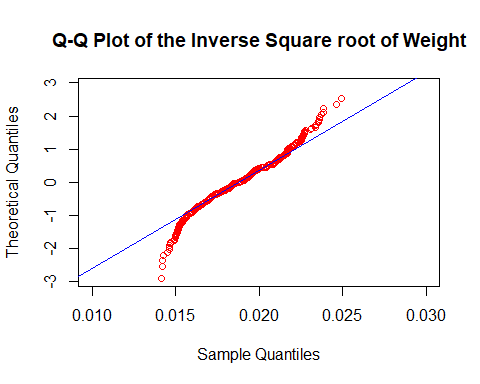 Q-Q Plot of the Inverse Square root of Weight
Theoretical Quantiles
3
2
1
0
-1
-2
-3
0.010 0.015 0.020 0.025 0.030
Sample Quantiles